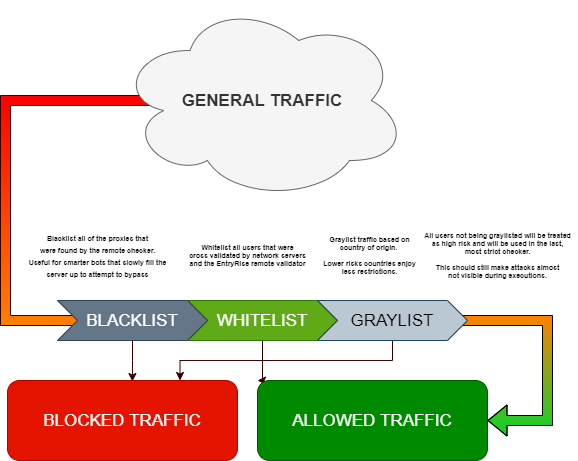 GENERAL TRAFFIC
Blacklist all of the proxies that
were found by the remote checker.
Useful for smarter bots that slowly fill the
server up to attempt to bypass
Whitelist all users that were
cross validated by network servers
and the EntryRise remote validator
Graylist traffic based on
country of origin.
Lower risks countries enjoy
less restrictions.
All users not being graylisted will be treated
as high risk and will be used in the last,
most strict checker.
This should still make attacks almost
not visible during executions.
BLACKLIST
WHITELIST
GRAYLIST
BLOCKED TRAFFIC
ALLOWED TRAFFIC